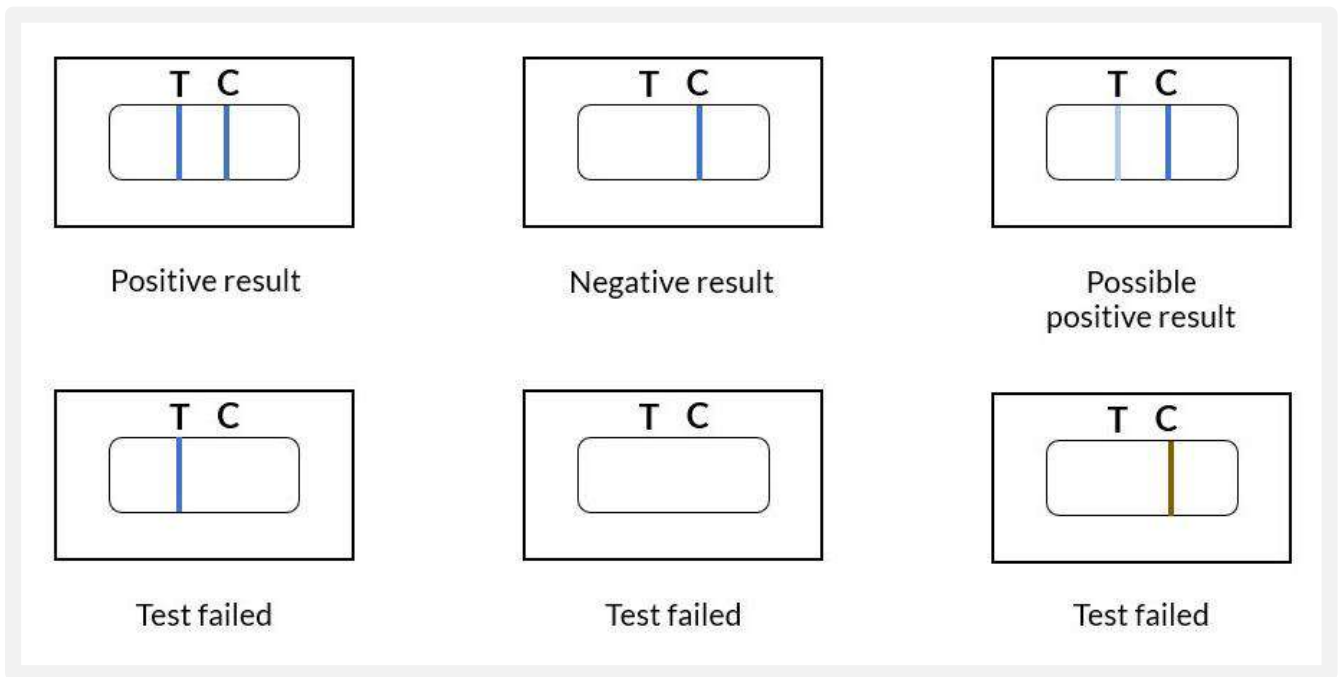 T C
T C
T C
Positive result
Negative result
Possible
positive result
T C
T C
T C
Test failed
Test failed
Test failed